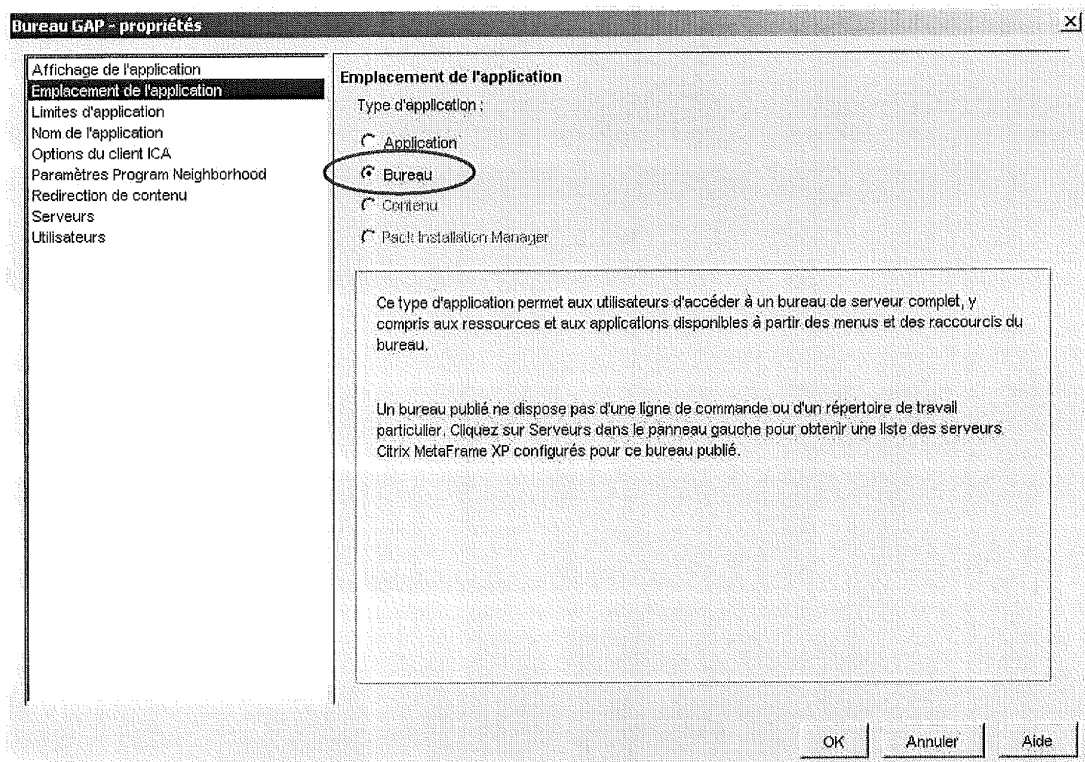 Bureau GAP - propriétés
Affichage de l'application
Emplacement de l'application
Limites d'application
Nom de l'application
Options du client ICA
Paramètres Program Neighborhood
Redirection de contenu
Serveurs
Utilisateurs
Emplacement de l'application
Type d'application :
Application
Bureau
Contenu
Pack Installation Manager
Ce type d'application permet aux utilisateurs d'accéder à un bureau de serveur complet, y
compris aux ressources et aux applications disponibles à partir des menus et des raccourcis du
bureau.
Un bureau publié ne dispose pas d'une ligne de commande ou d'un répertoire de travail
particulier. Cliquez sur Serveurs dans le panneau gauche pour obtenir une liste des serveurs
Citrix MetaFrame XP configurés pour ce bureau publié.
OK
Annuler
Aide